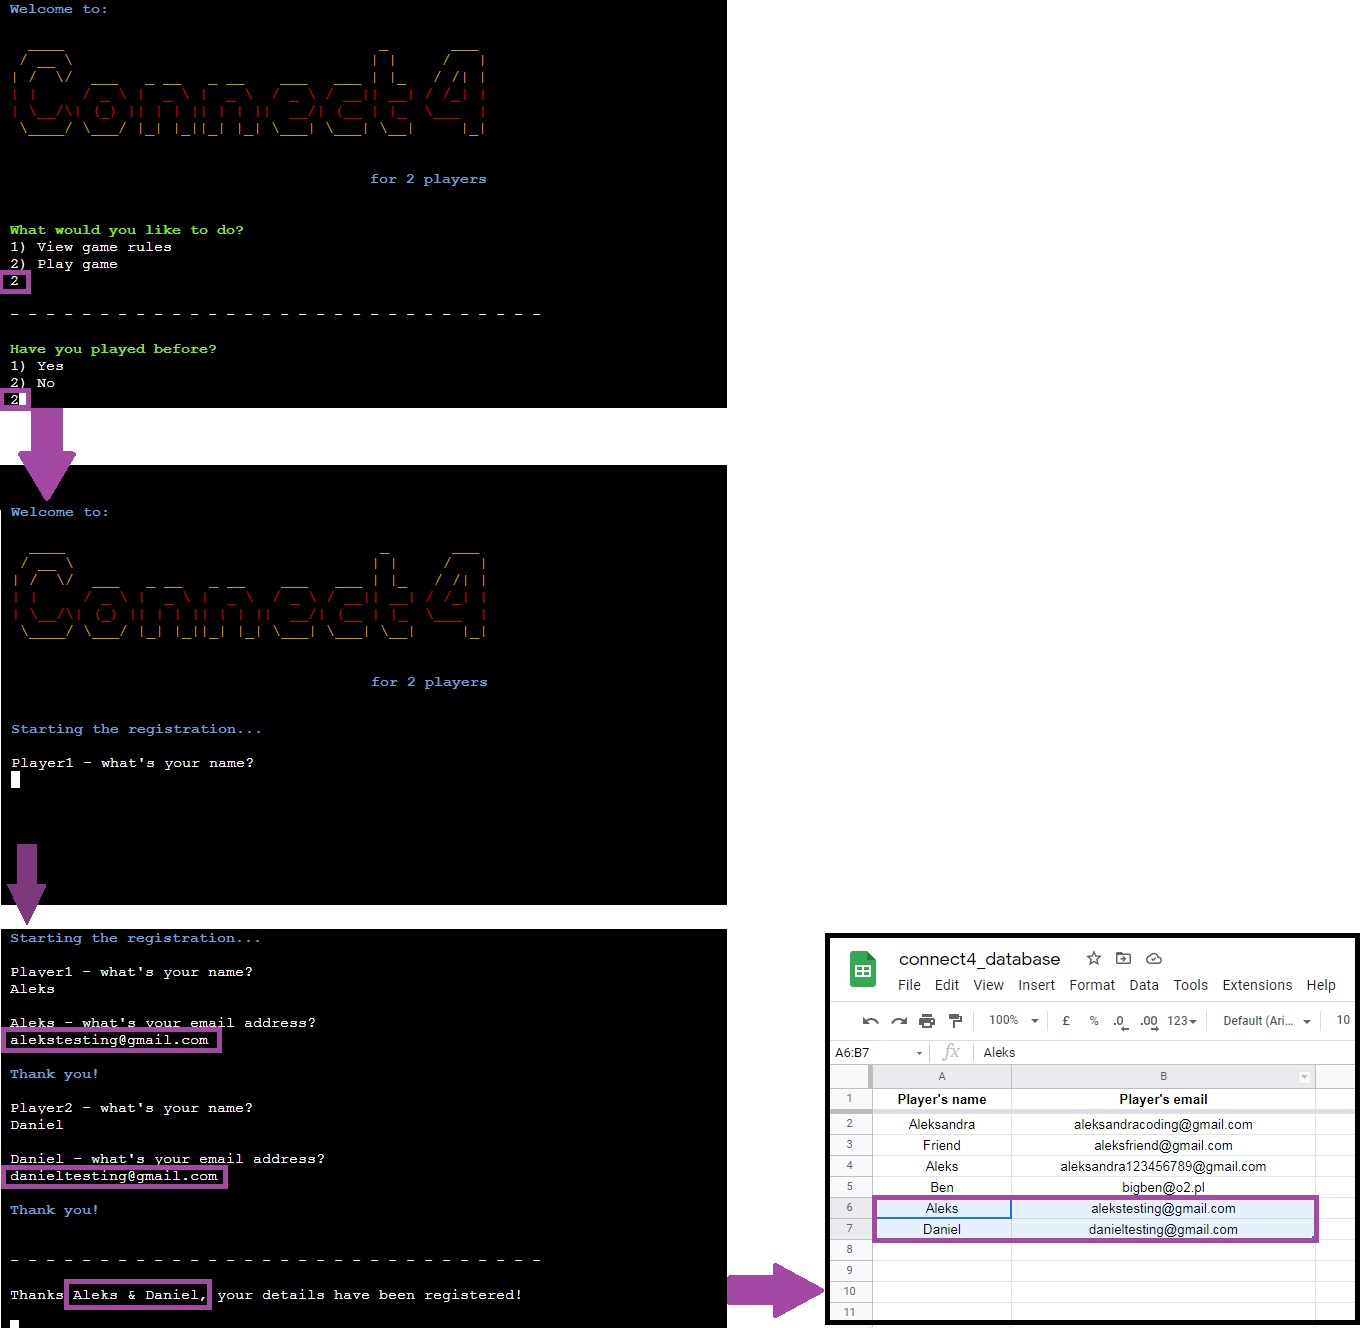 Welcome to:
Connect4
for 2 players
What would you like to do?
1) View game rules
2) Play game
2
- - - - - - - - - - - - - - - - - - - - - - - - - - - - - -
Have you played before?
1) Yes
2) No
2
Welcome to:
Connect4
for 2 players
Starting the registration...
Player1 - what's your name?
Starting the registration...
Player1 - what's your name?
Aleks
Aleks - what's your email address?
alekstesting@gmail.com
Thank you!
Player2 - what's your name?
Daniel
Daniel - what's your email address?
danieltesting@gmail.com
Thank you!
- - - - - - - - - - - - - - - - - - - - - - - - - - - - - -
Thanks Aleks & Daniel, your details have been registered!
connect4_database
File Edit View Insert Format Data Tools Extensions Help
100% £ % .0 .00 123 Default (Ari... 10
A6:B7 fx Aleks
A B
1 Player's name Player's email
2 Aleksandra aleksandracoding@gmail.com
3 Friend aleksfriend@gmail.com
4 Aleks aleksandra123456789@gmail.com
5 Ben bigben@o2.pl
6 Aleks alekstesting@gmail.com
7 Daniel danieltesting@gmail.com
8
9
10
11